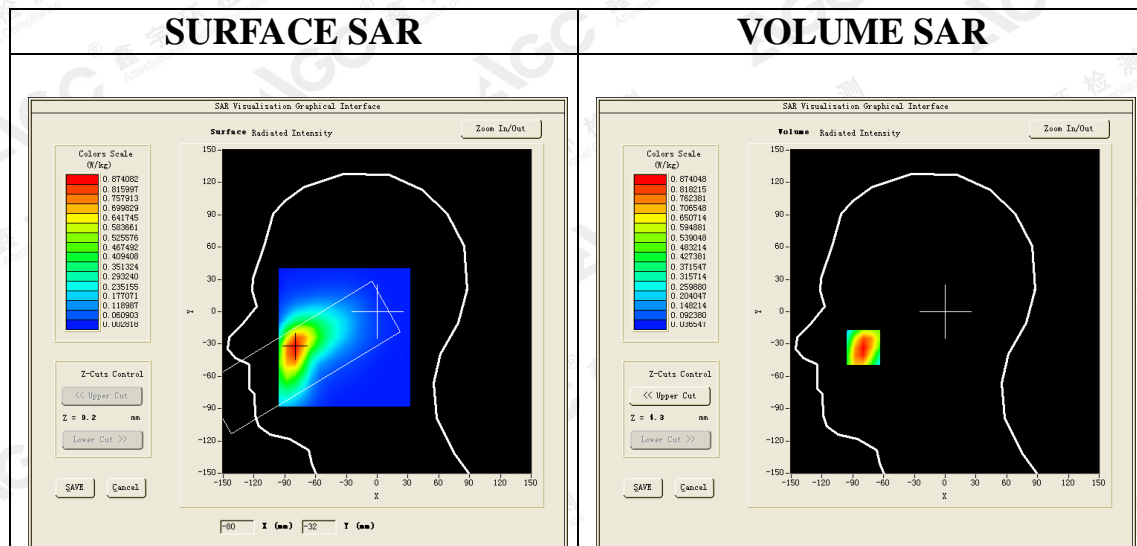 SURFACE SAR
VOLUME SAR
SAR Visualisation Graphical Interface
Surface Radiated Intensity
Zoom In/Out
Colors Scale
(W/kg)
0.874082
0.815997
0.757913
0.699829
0.641745
0.583661
0.525576
0.467492
0.409408
0.351324
0.293240
0.235155
0.177071
0.118987
0.060903
0.002818
Z-Cuts Control
<< Upper Cut
Z = 0.2 mm
Lower Cut >>
SAVE
Cancel
150
120
90
60
30
0
-30
-60
-90
-120
-150
Y
-150 -120 -90 -60 -30 0 30 60 90 120 150
X
-80 X (mm) -32 Y (mm)
SAR Visualisation Graphical Interface
Volume Radiated Intensity
Zoom In/Out
Colors Scale
(W/kg)
0.874048
0.818215
0.762381
0.706548
0.650714
0.594881
0.539048
0.483214
0.427381
0.371547
0.315714
0.259880
0.204047
0.148214
0.092380
0.036547
Z-Cuts Control
<< Upper Cut
Z = 4.3 mm
Lower Cut >>
SAVE
Cancel
150
120
90
60
30
0
-30
-60
-90
-120
-150
Y
-150 -120 -90 -60 -30 0 30 60 90 120 150
X